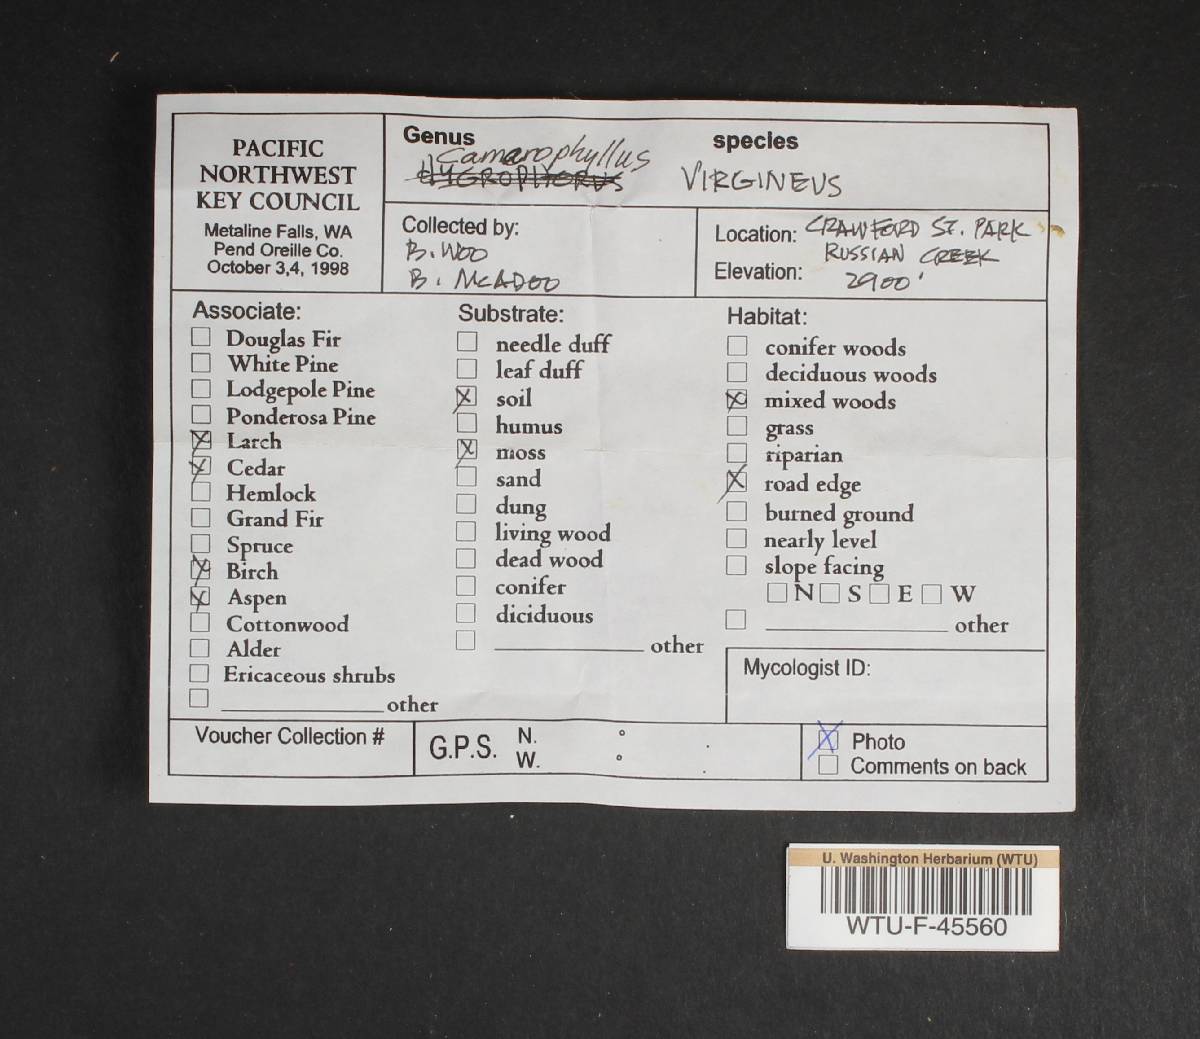 PACIFIC
NORTHWEST
KEY COUNCIL
Metaline Falls, WA
Pend Oreille Co.
October 3,4, 1998
Genus
Camarophyllus
HYGROPHORUS
species
VIRGINEUS
Collected by:
B. WOO
B. McADOO
Location: CRAWFORD ST. PARK
RUSSIAN CREEK
Elevation: 2900'
Associate:
Douglas Fir
White Pine
Lodgepole Pine
Ponderosa Pine
X Larch
X Cedar
Hemlock
Grand Fir
Spruce
X Birch
X Aspen
Cottonwood
Alder
Ericaceous shrubs
other
Substrate:
needle duff
leaf duff
X soil
humus
X moss
sand
dung
living wood
dead wood
conifer
diciduous
other
Habitat:
conifer woods
deciduous woods
X mixed woods
grass
riparian
X road edge
burned ground
nearly level
slope facing
N S E W
other
Mycologist ID:
Voucher Collection #
G.P.S. N. ° .
W. ° .
X Photo
Comments on back
U. Washington Herbarium (WTU)
WTU-F-45560